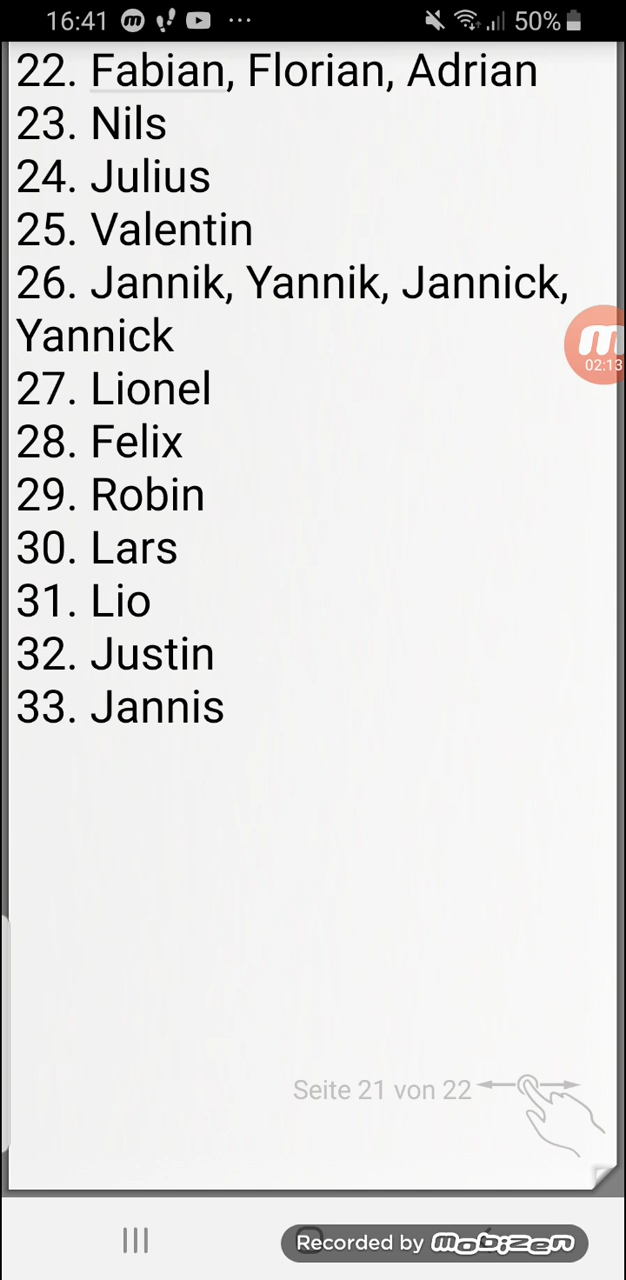 16:41 m ... 50%
22. Fabian, Florian, Adrian
23. Nils
24. Julius
25. Valentin
26. Jannik, Yannik, Jannick,
Yannick
m
27. Lionel
02:13
28. Felix
29. Robin
30. Lars
31. Lio
32. Justin
33. Jannis
Seite 21 von 22
Recorded by mobizen